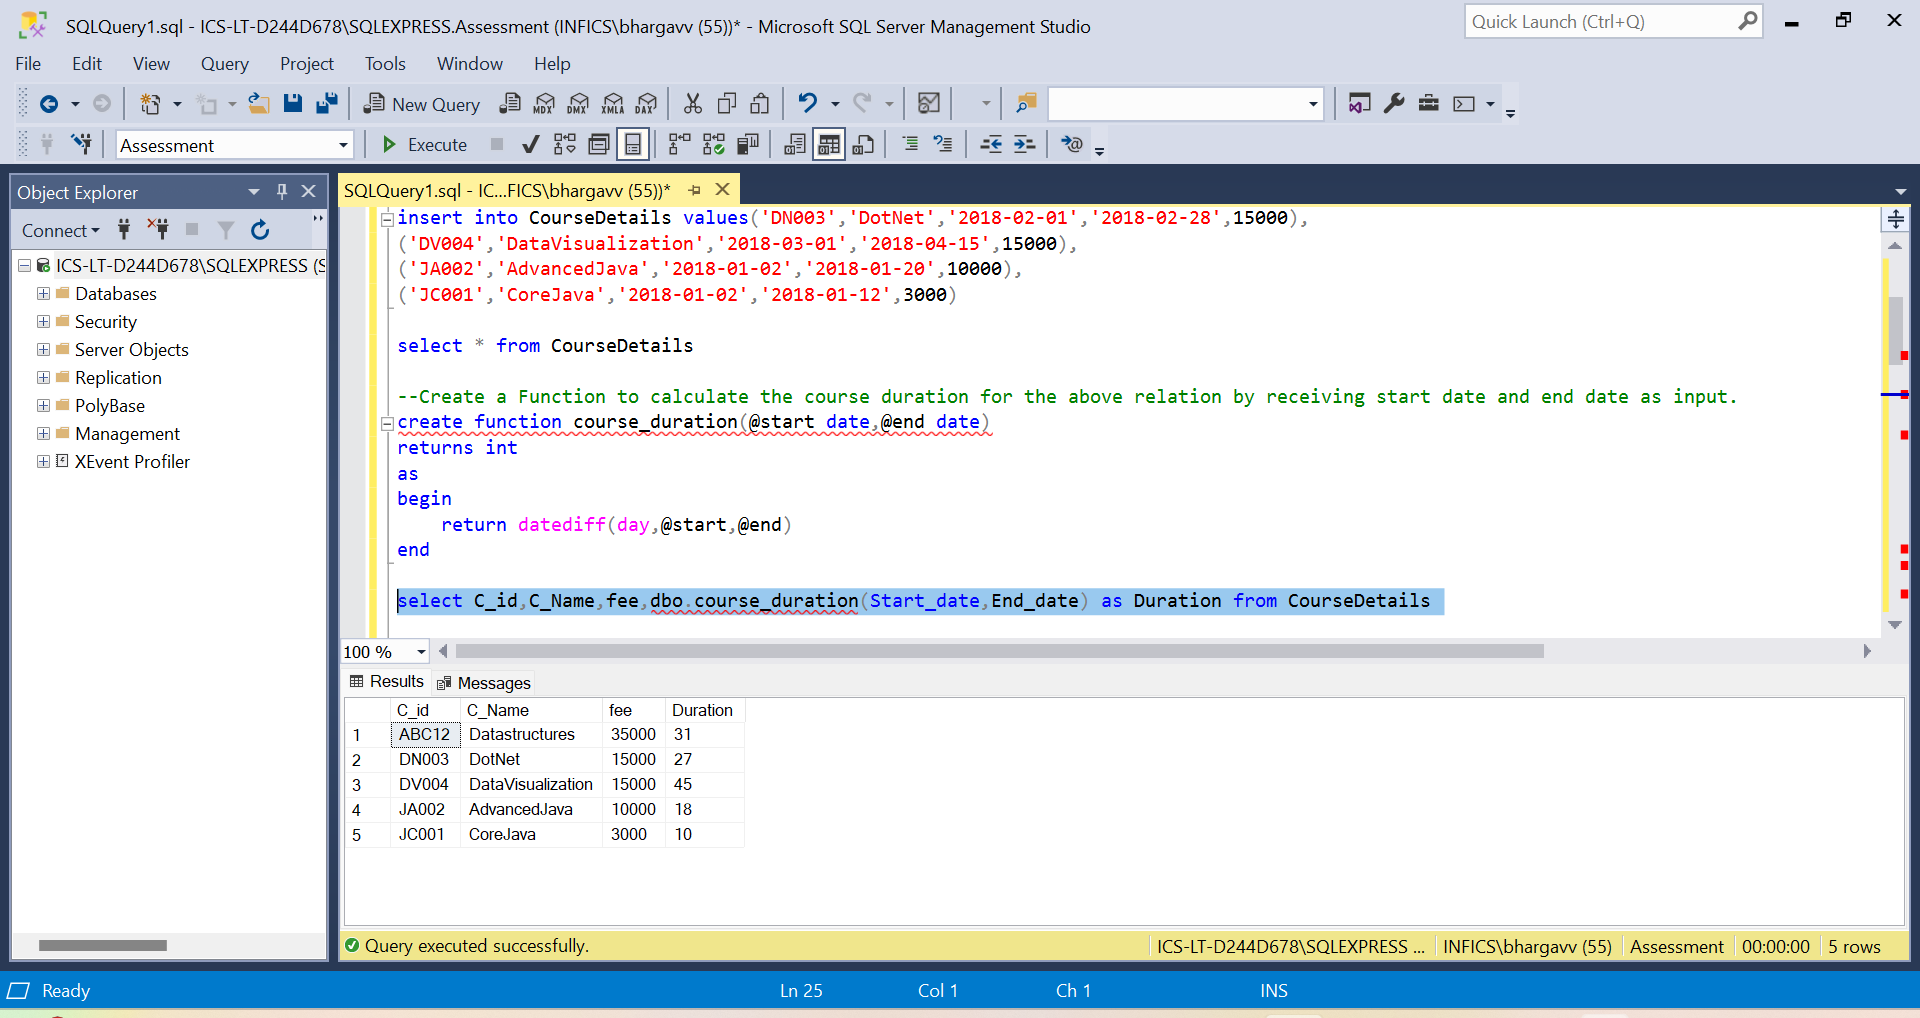 SQLQuery1.sql - ICS-LT-D244D678\SQLEXPRESS.Assessment (INFICS\bhargavv (55))* - Microsoft SQL Server Management Studio
Quick Launch (Ctrl+Q)
File Edit View Query Project Tools Window Help
New Query MDX DMX XMLA DAX
Assessment Execute
Object Explorer
Connect
ICS-LT-D244D678\SQLEXPRESS (S
Databases
Security
Server Objects
Replication
PolyBase
Management
XEvent Profiler
SQLQuery1.sql - IC...FICS\bhargavv (55))*
insert into CourseDetails values('DN003','DotNet','2018-02-01','2018-02-28',15000),
('DV004','DataVisualization','2018-03-01','2018-04-15',15000),
('JA002','AdvancedJava','2018-01-02','2018-01-20',10000),
('JC001','CoreJava','2018-01-02','2018-01-12',3000)
select * from CourseDetails
--Create a Function to calculate the course duration for the above relation by receiving start date and end date as input.
create function course_duration(@start date,@end date)
returns int
as
begin
return datediff(day,@start,@end)
end
select C_id,C_Name,fee,dbo.course_duration(Start_date,End_date) as Duration from CourseDetails
100 %
Results Messages
C_id C_Name fee Duration
1 ABC12 Datastructures 35000 31
2 DN003 DotNet 15000 27
3 DV004 DataVisualization 15000 45
4 JA002 AdvancedJava 10000 18
5 JC001 CoreJava 3000 10
Query executed successfully. ICS-LT-D244D678\SQLEXPRESS ... INFICS\bhargavv (55) Assessment 00:00:00 5 rows
Ready Ln 25 Col 1 Ch 1 INS